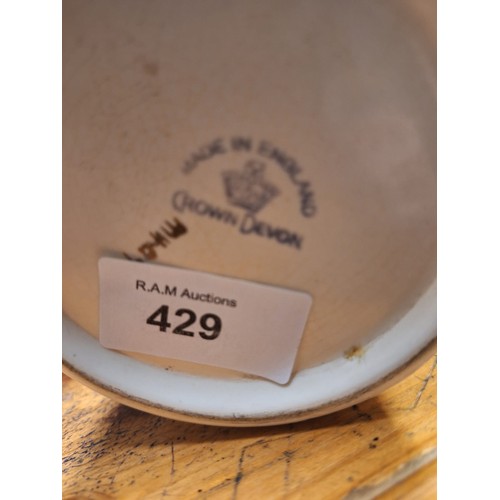 MADE IN ENGLAND
CROWN DEVON
R.A.M Auctions
429